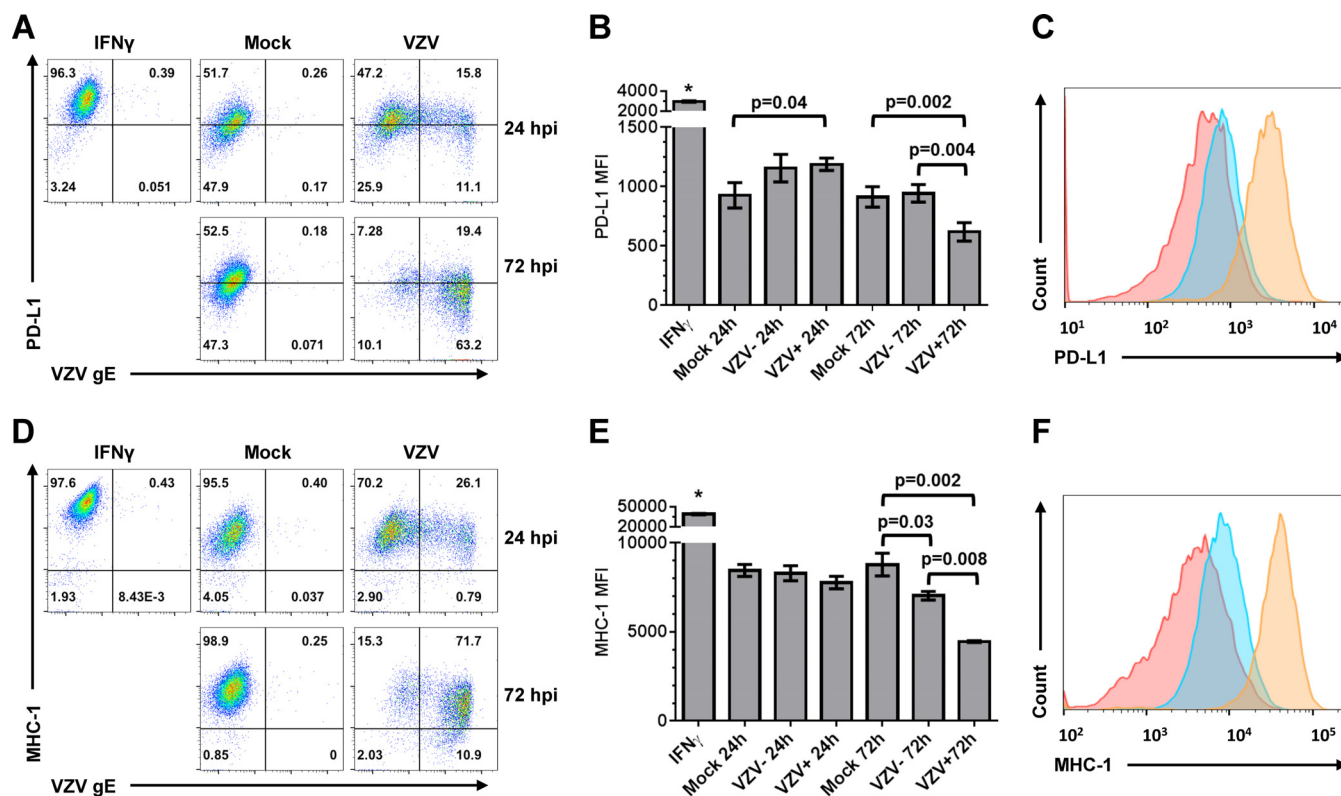 A
IFNγ
Mock
VZV
96.3
0.39
3.24
0.051
51.7
0.26
47.9
0.17
47.2
15.8
25.9
11.1
24 hpi
52.5
0.18
47.3
0.071
7.28
19.4
10.1
63.2
72 hpi
PD-L1
VZV gE
B
4000
3000
2000
1500
1000
500
0
PD-L1 MFI
*
p=0.04
p=0.002
p=0.004
IFNγ
Mock 24h
VZV- 24h
VZV+ 24h
Mock 72h
VZV- 72h
VZV+72h
C
Count
10¹
10²
10³
10⁴
PD-L1
D
IFNγ
Mock
VZV
97.6
0.43
1.93
8.43E-3
95.5
0.40
4.05
0.037
70.2
26.1
2.90
0.79
24 hpi
98.9
0.25
0.85
0
15.3
71.7
2.03
10.9
72 hpi
MHC-1
VZV gE
E
50000
20000
10000
5000
0
MHC-1 MFI
*
p=0.002
p=0.03
p=0.008
IFNγ
Mock 24h
VZV- 24h
VZV+ 24h
Mock 72h
VZV- 72h
VZV+72h
F
Count
10²
10³
10⁴
10⁵
MHC-1